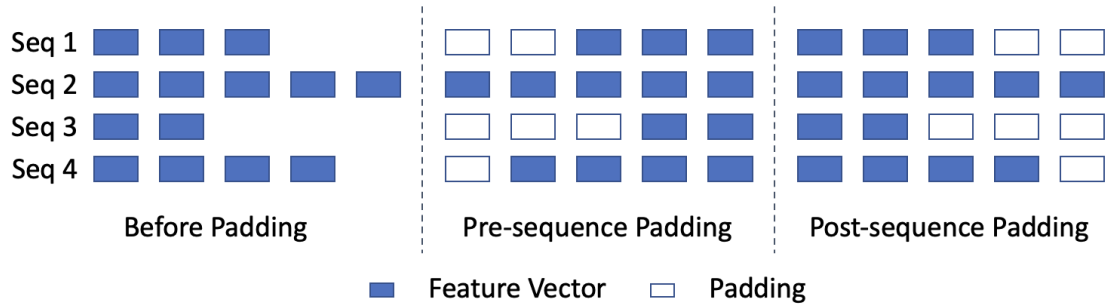 Seq 1
Seq 2
Seq 3
Seq 4
Before Padding
Pre-sequence Padding
Post-sequence Padding
Feature Vector
Padding